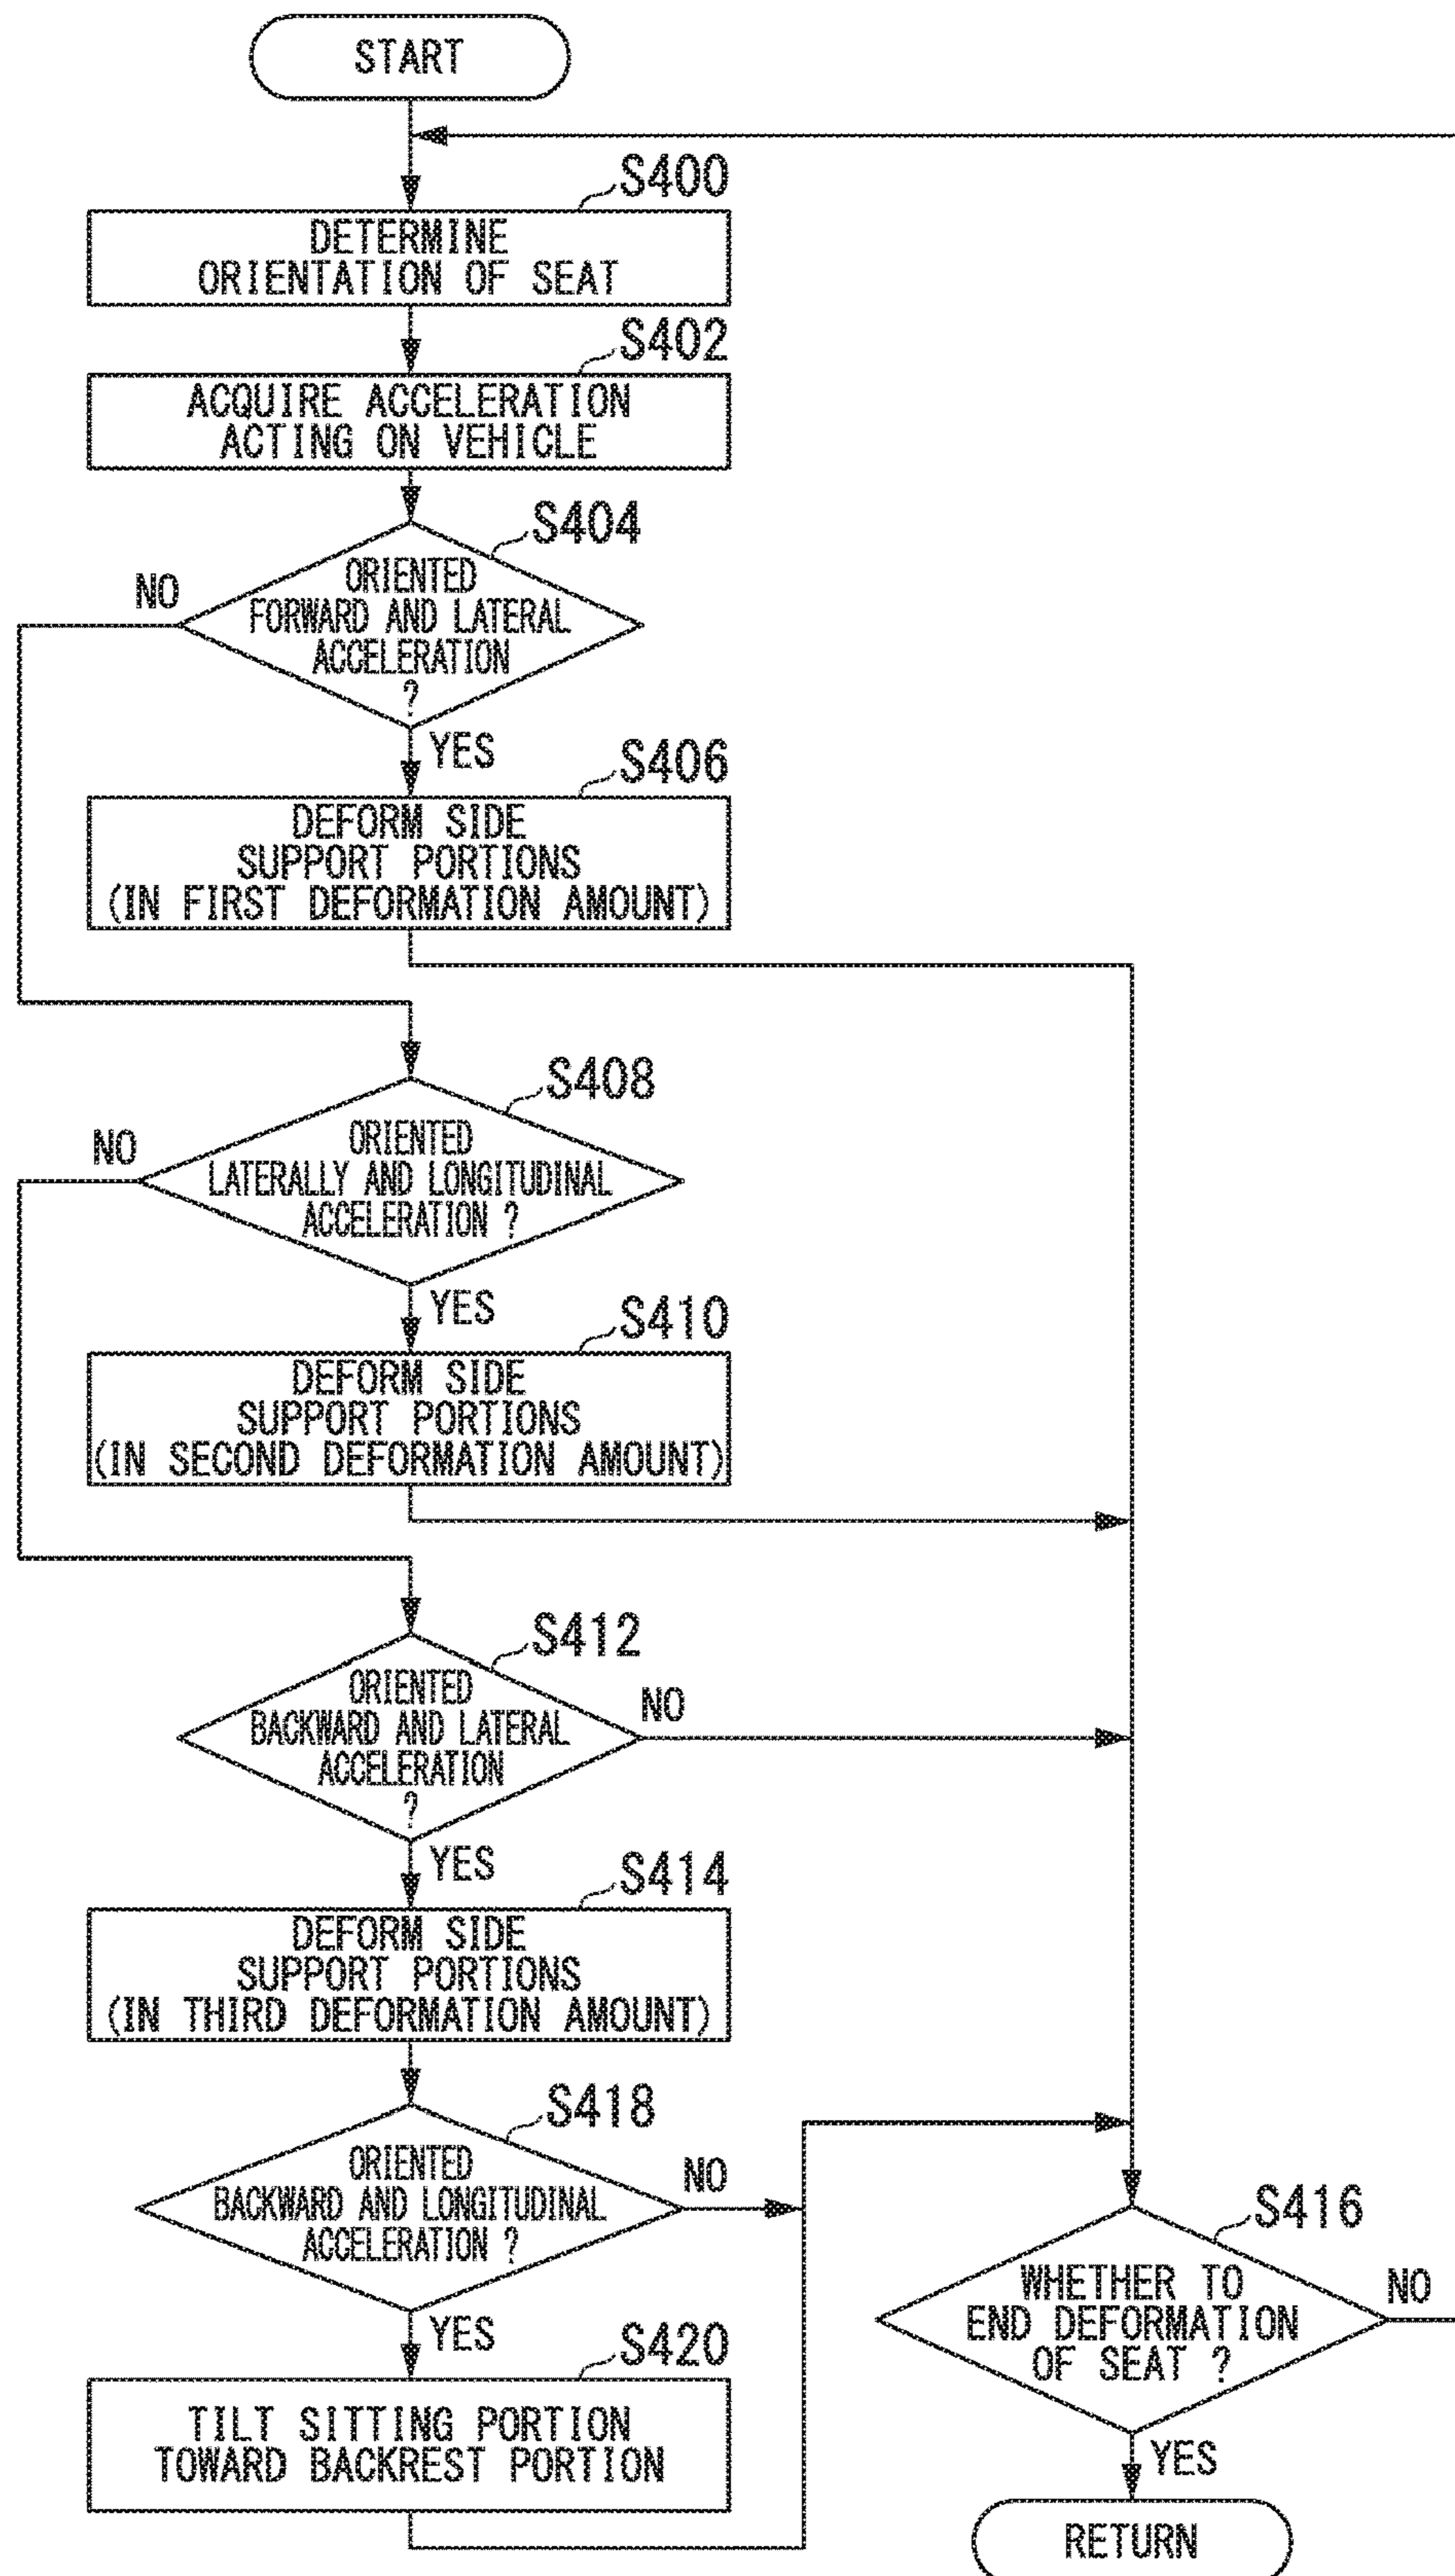 START
S400
DETERMINE
ORIENTATION OF SEAT
S402
ACQUIRE ACCELERATION
ACTING ON VEHICLE
S404
NO
ORIENTED
FORWARD AND LATERAL
ACCELERATION
?
YES
S406
DEFORM SIDE
SUPPORT PORTIONS
(IN FIRST DEFORMATION AMOUNT)
S408
NO
ORIENTED
LATERALLY AND LONGITUDINAL
ACCELERATION ?
YES
S410
DEFORM SIDE
SUPPORT PORTIONS
(IN SECOND DEFORMATION AMOUNT)
S412
ORIENTED
BACKWARD AND LATERAL
ACCELERATION
?
NO
YES
S414
DEFORM SIDE
SUPPORT PORTIONS
(IN THIRD DEFORMATION AMOUNT)
S418
ORIENTED
BACKWARD AND LONGITUDINAL
ACCELERATION ?
NO
YES
S420
TILT SITTING PORTION
TOWARD BACKREST PORTION
S416
WHETHER TO
END DEFORMATION
OF SEAT ?
NO
YES
RETURN